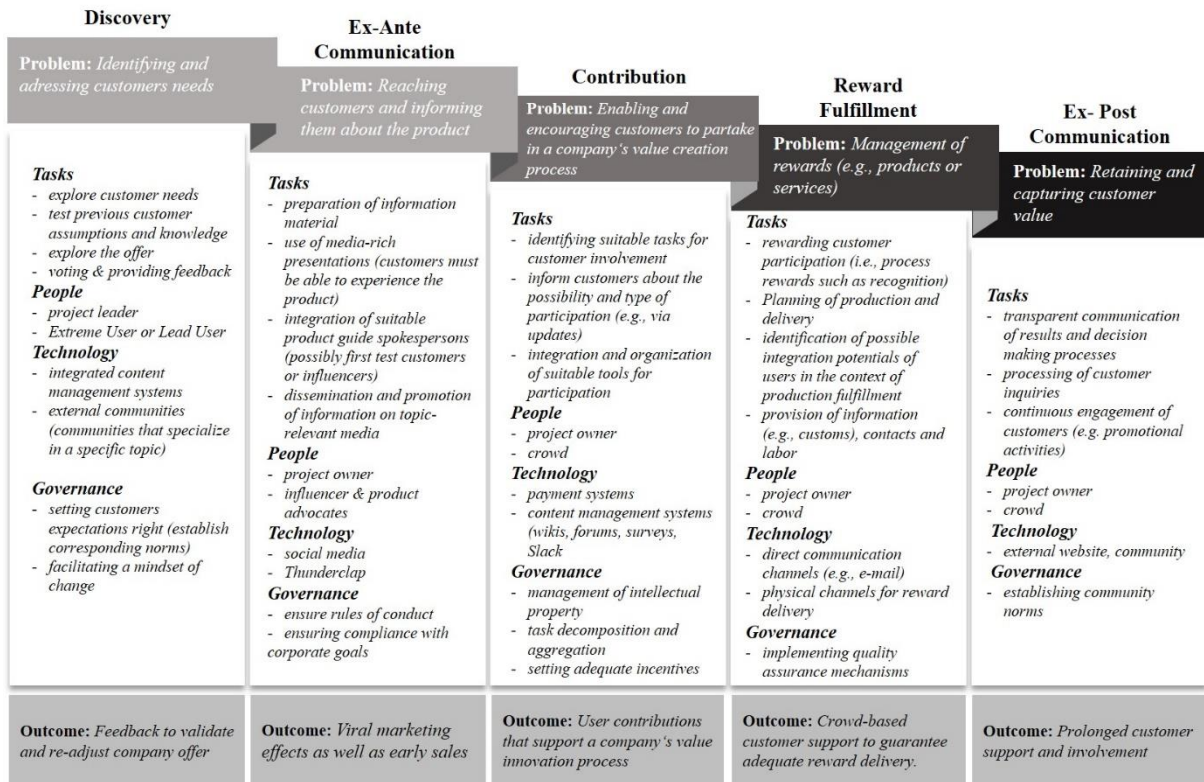 Discovery
Problem: Identifying and
adressing customers needs
Tasks
- explore customer needs
- test previous customer
assumptions and knowledge
- explore the offer
- voting & providing feedback
People
- project leader
- Extreme User or Lead User
Technology
- integrated content
management systems
- external communities
(communities that specialize
in a specific topic)
Governance
- setting customers
expectations right (establish
corresponding norms)
- facilitating a mindset of
change
Outcome: Feedback to validate
and re-adjust company offer
Ex-Ante
Communication
Problem: Reaching
customers and informing
them about the product
Tasks
- preparation of information
material
- use of media-rich
presentations (customers must
be able to experience the
product)
- integration of suitable
product guide spokespersons
(possibly first test customers
or influencers)
- dissemination and promotion
of information on topic-
relevant media
People
- project owner
- influencer & product
advocates
Technology
- social media
- Thunderclap
Governance
- ensure rules of conduct
- ensuring compliance with
corporate goals
Outcome: Viral marketing
effects as well as early sales
Contribution
Problem: Enabling and
encouraging customers to partake
in a company‘s value creation
process
Tasks
- identifying suitable tasks for
customer involvement
- inform customers about the
possibility and type of
participation (e.g., via
updates)
- integration and organization
of suitable tools for
participation
People
- project owner
- crowd
Technology
- payment systems
- content management systems
(wikis, forums, surveys,
Slack
Governance
- management of intellectual
property
- task decomposition and
aggregation
- setting adequate incentives
Outcome: User contributions
that support a company‘s value
innovation process
Reward
Fulfillment
Problem: Management of
rewards (e.g., products or
services)
Tasks
- rewarding customer
participation (i.e., process
rewards such as recognition)
- Planning of production and
delivery
- identification of possible
integration potentials of
users in the context of
production fulfillment
- provision of information
(e.g., customs), contacts and
labor
People
- project owner
- crowd
Technology
- direct communication
channels (e.g., e-mail)
- physical channels for reward
delivery
Governance
- implementing quality
assurance mechanisms
Outcome: Crowd-based
customer support to guarantee
adequate reward delivery.
Ex- Post
Communication
Problem: Retaining and
capturing customer
value
Tasks
- transparent communication
of results and decision
making processes
- processing of customer
inquiries
- continuous engagement of
customers (e.g. promotional
activities)
People
- project owner
- crowd
Technology
- external website, community
Governance
- establishing community
norms
Outcome: Prolonged customer
support and involvement